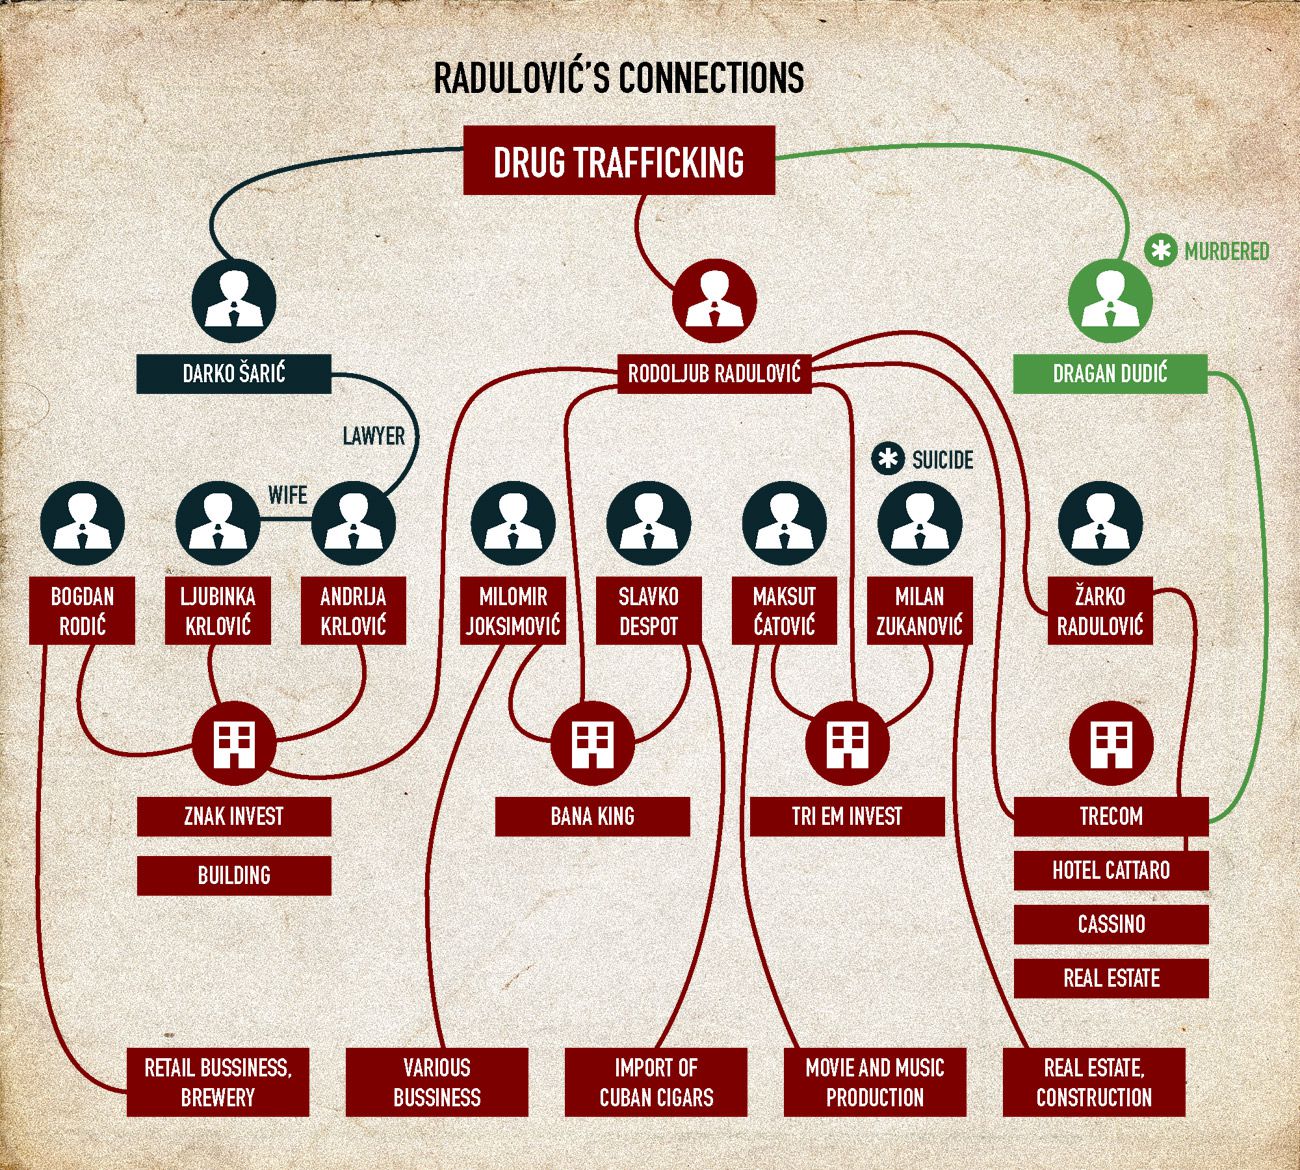 RADULOVIĆ'S CONNECTIONS
DRUG TRAFFICKING
MURDERED
DARKO ŠARIĆ
RODOLJUB RADULOVIĆ
DRAGAN DUDIĆ
LAWYER
SUICIDE
WIFE
BOGDAN
RODIĆ
LJUBINKA
KRLOVIĆ
ANDRIJA
KRLOVIĆ
MILOMIR
JOKSIMOVIĆ
SLAVKO
DESPOT
MAKSUT
ĆATOVIĆ
MILAN
ZUKANOVIĆ
ŽARKO
RADULOVIĆ
ZNAK INVEST
BUILDING
BANA KING
TRI EM INVEST
TRECOM
HOTEL CATTARO
CASSINO
REAL ESTATE
RETAIL BUSSINESS,
BREWERY
VARIOUS
BUSSINESS
IMPORT OF
CUBAN CIGARS
MOVIE AND MUSIC
PRODUCTION
REAL ESTATE,
CONSTRUCTION